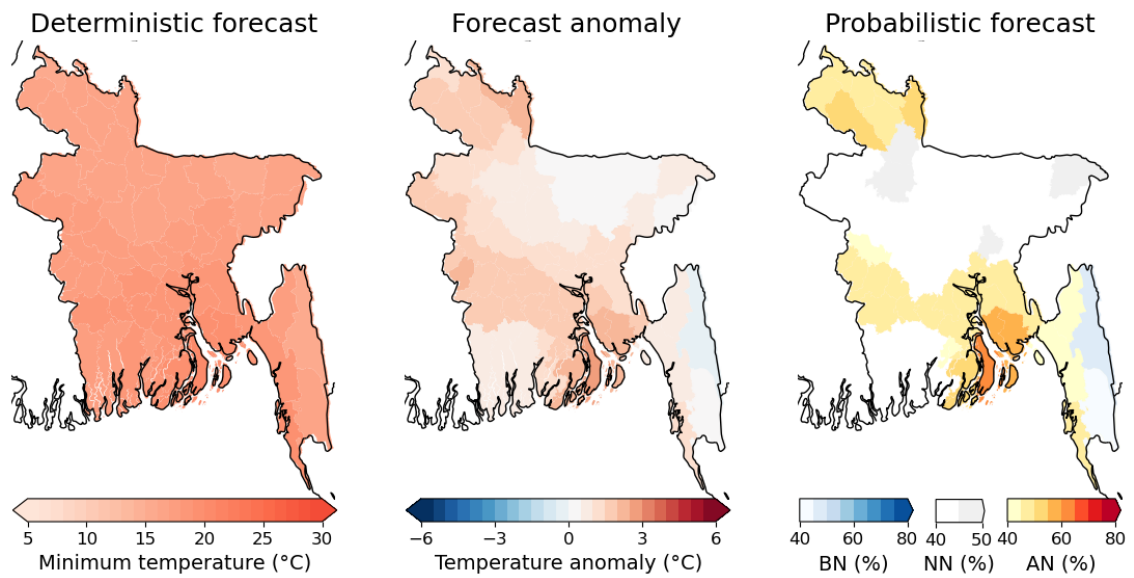 Deterministic forecast
Forecast anomaly
Probabilistic forecast
5 10 15 20 25 30
Minimum temperature (°C)
−6 −3 0 3 6
Temperature anomaly (°C)
40 60 80
BN (%)
40 50
NN (%)
40 60 80
AN (%)